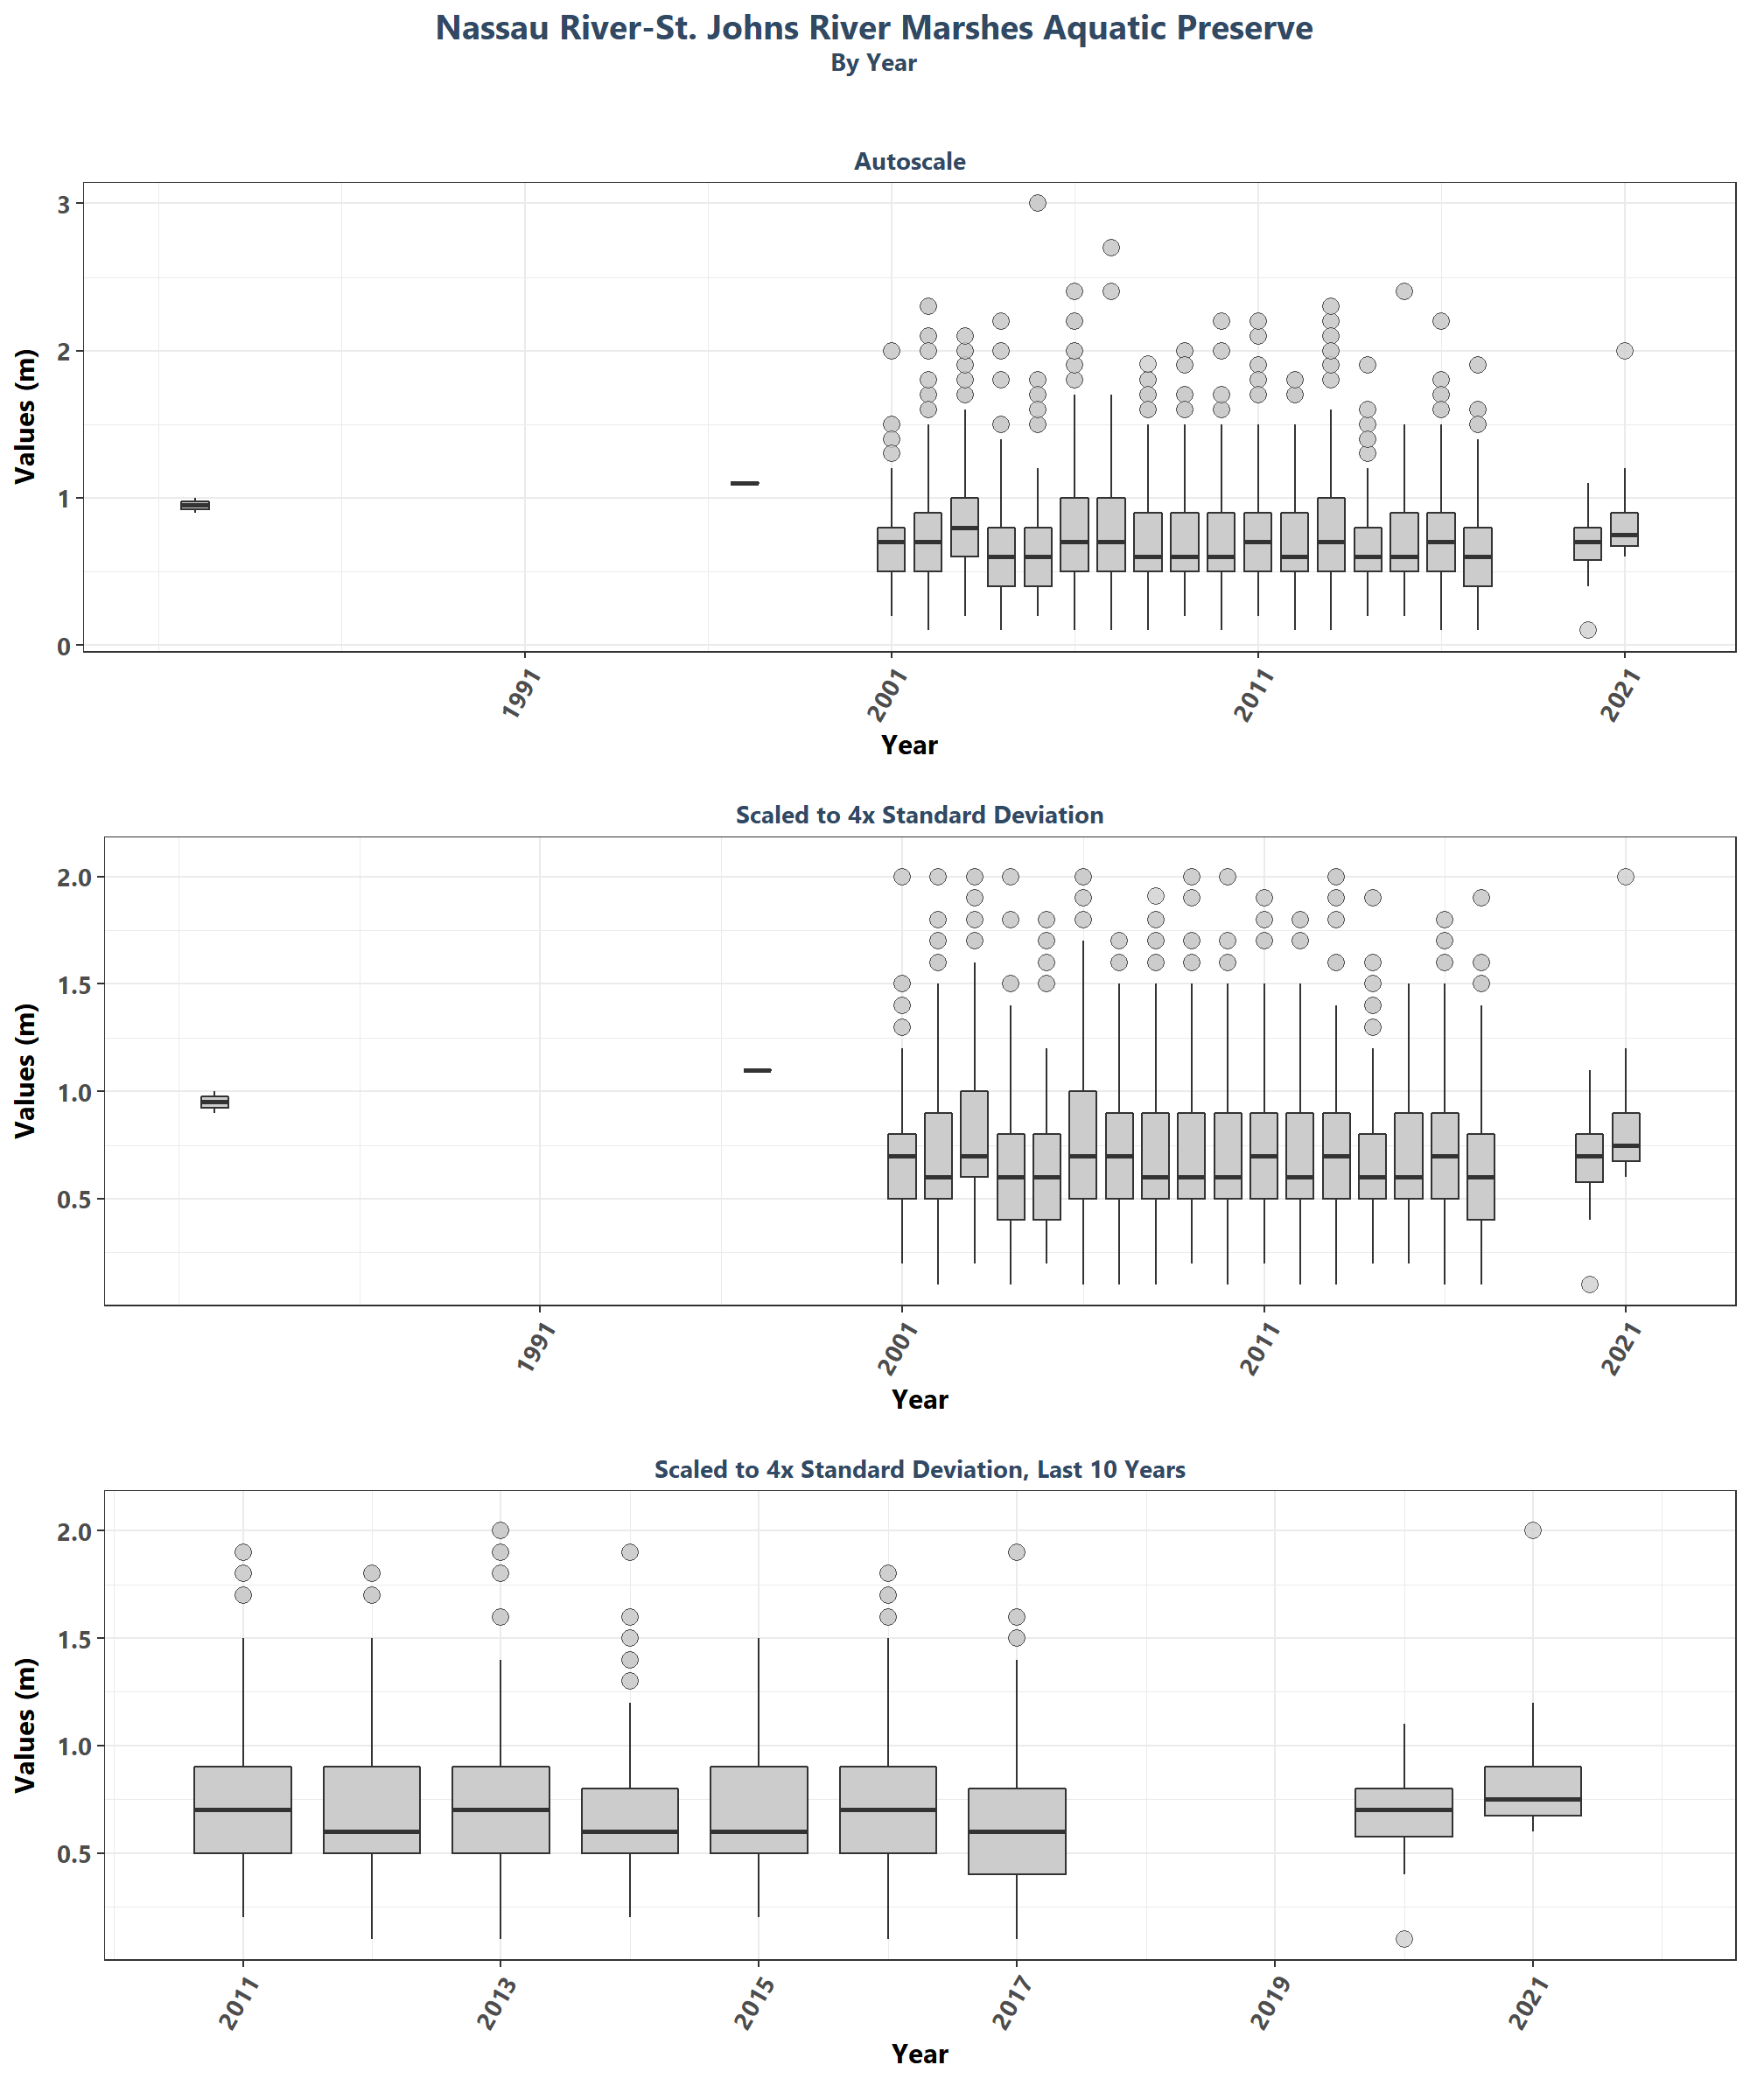 Nassau River-St. Johns River Marshes Aquatic Preserve
By Year
Autoscale
Values (m)
3
2
1
0
1991
2001
2011
2021
Year
Scaled to 4x Standard Deviation
Values (m)
2.0
1.5
1.0
0.5
1991
2001
2011
2021
Year
Scaled to 4x Standard Deviation, Last 10 Years
Values (m)
2.0
1.5
1.0
0.5
2011
2013
2015
2017
2019
2021
Year